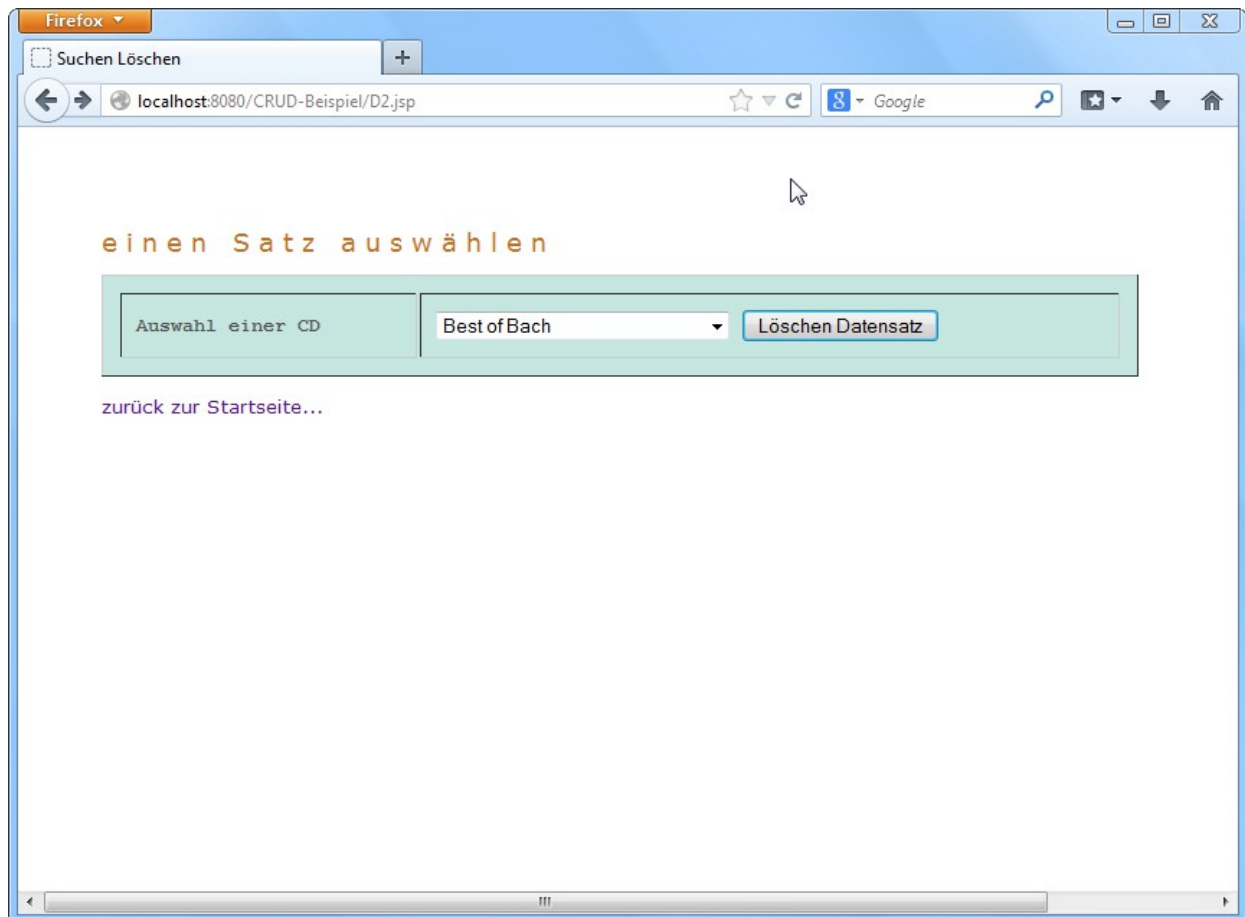 Firefox
Suchen Löschen
localhost:8080/CRUD-Beispiel/D2.jsp
8
Google
einen Satz auswählen
Auswahl einer CD
Best of Bach
Löschen Datensatz
zurück zur Startseite...